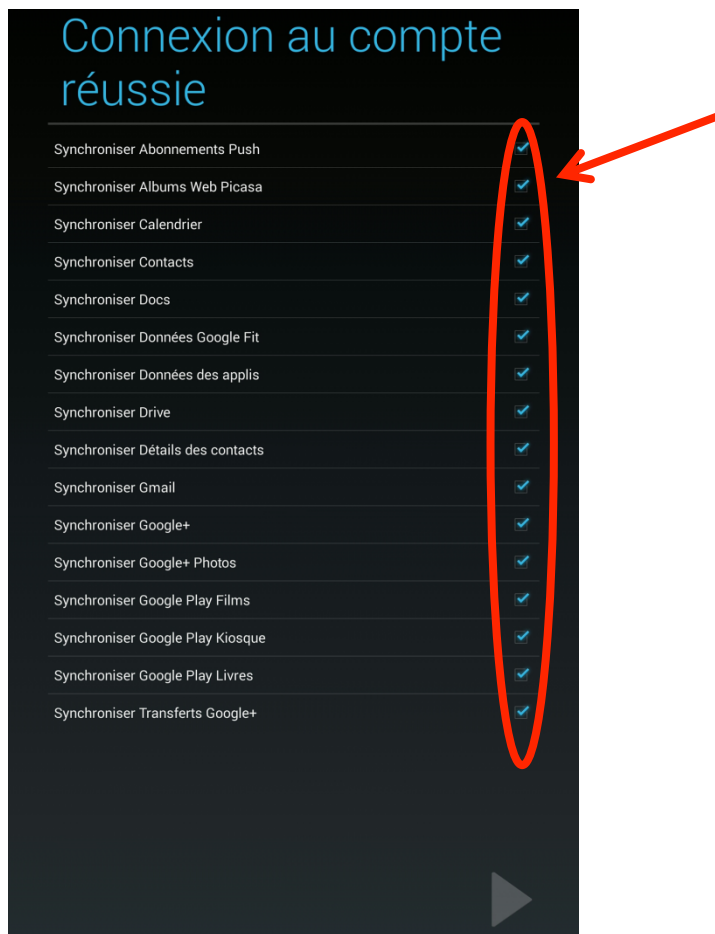 Connexion au compte
réussie
Synchroniser Abonnements Push
Synchroniser Albums Web Picasa
Synchroniser Calendrier
Synchroniser Contacts
Synchroniser Docs
Synchroniser Données Google Fit
Synchroniser Données des applis
Synchroniser Drive
Synchroniser Détails des contacts
Synchroniser Gmail
Synchroniser Google+
Synchroniser Google+ Photos
Synchroniser Google Play Films
Synchroniser Google Play Kiosque
Synchroniser Google Play Livres
Synchroniser Transferts Google+